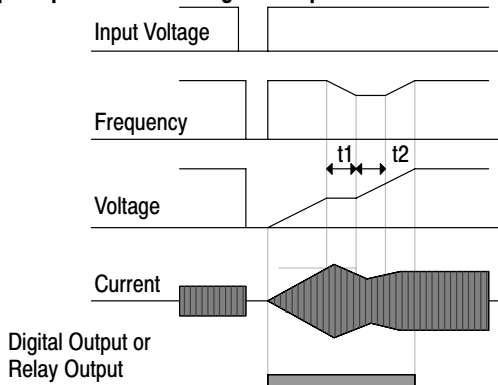 Input Voltage
Frequency
t1
t2
Voltage
Current
Digital Output or
Relay Output